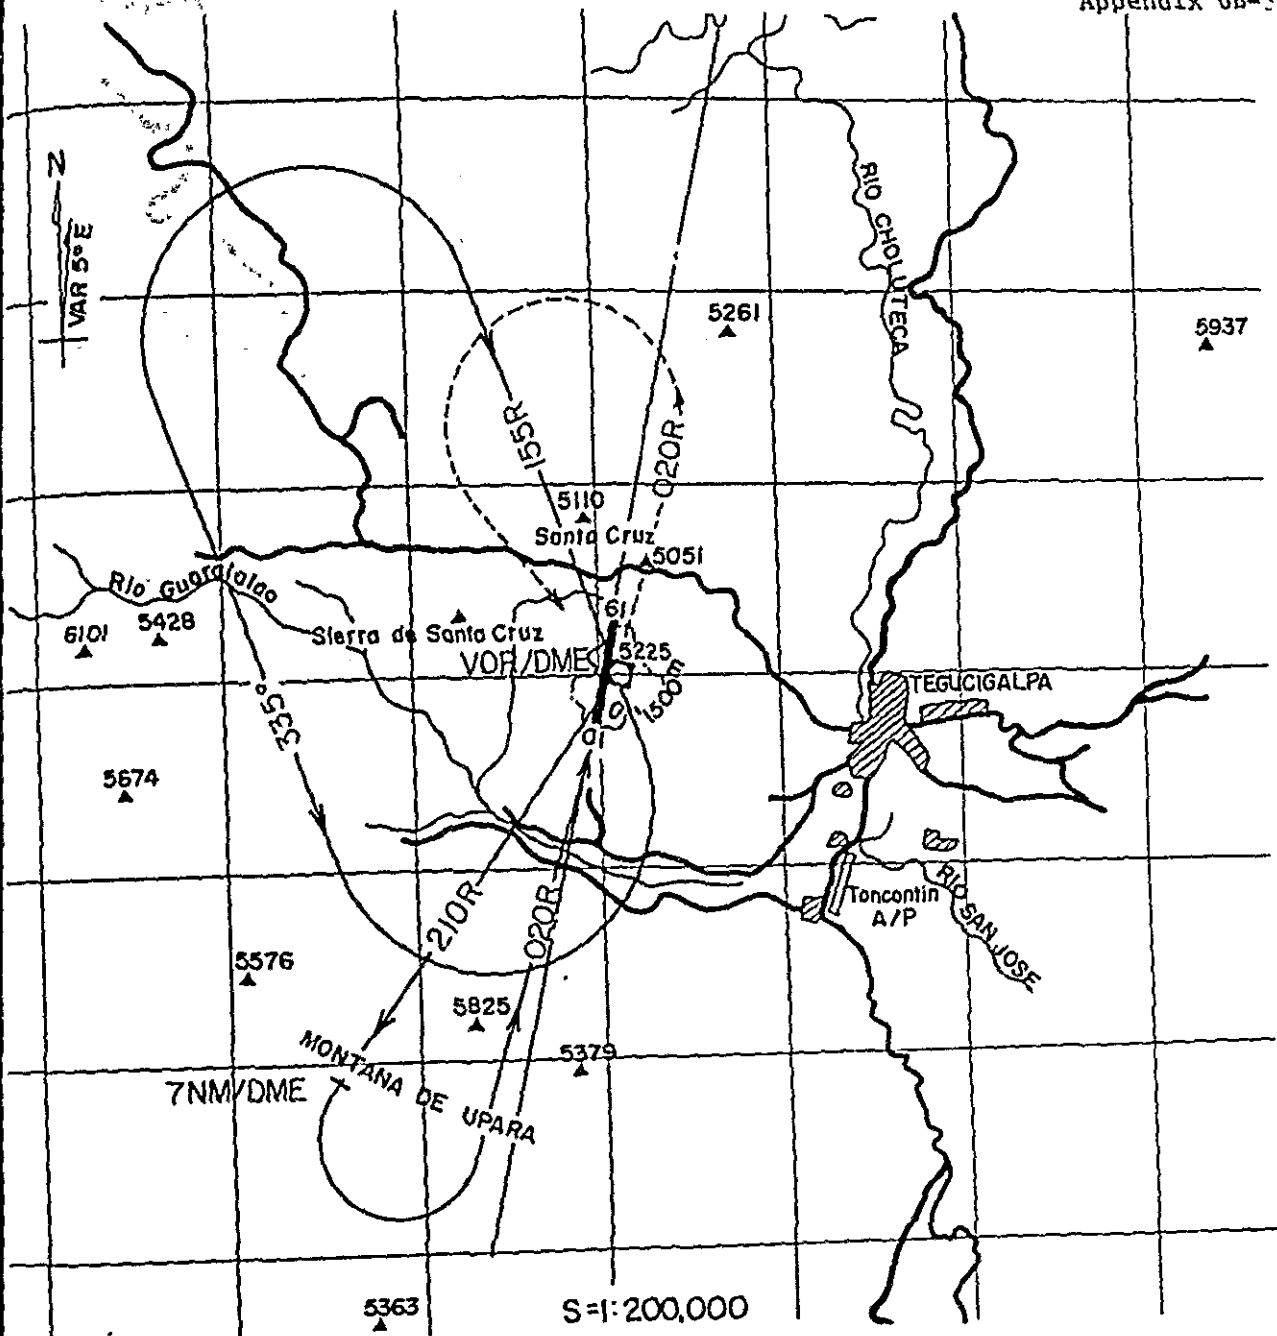 Appendix
N
VAR 5°E
RIO CHOLUTECA
5261
5937
155R
020R
5110
Santa Cruz
5051
Rio Guaralalao
6101
5428
61
Sierra de Santa Cruz
VOR/DME
5225
1500m
TEGUCIGALPA
335°
5674
210R
020R
Toncontin
A/P
RIO SAN JOSE
5576
5825
5379
MONTANA DE UPARA
7NM/DME
5363
S=1:200,000